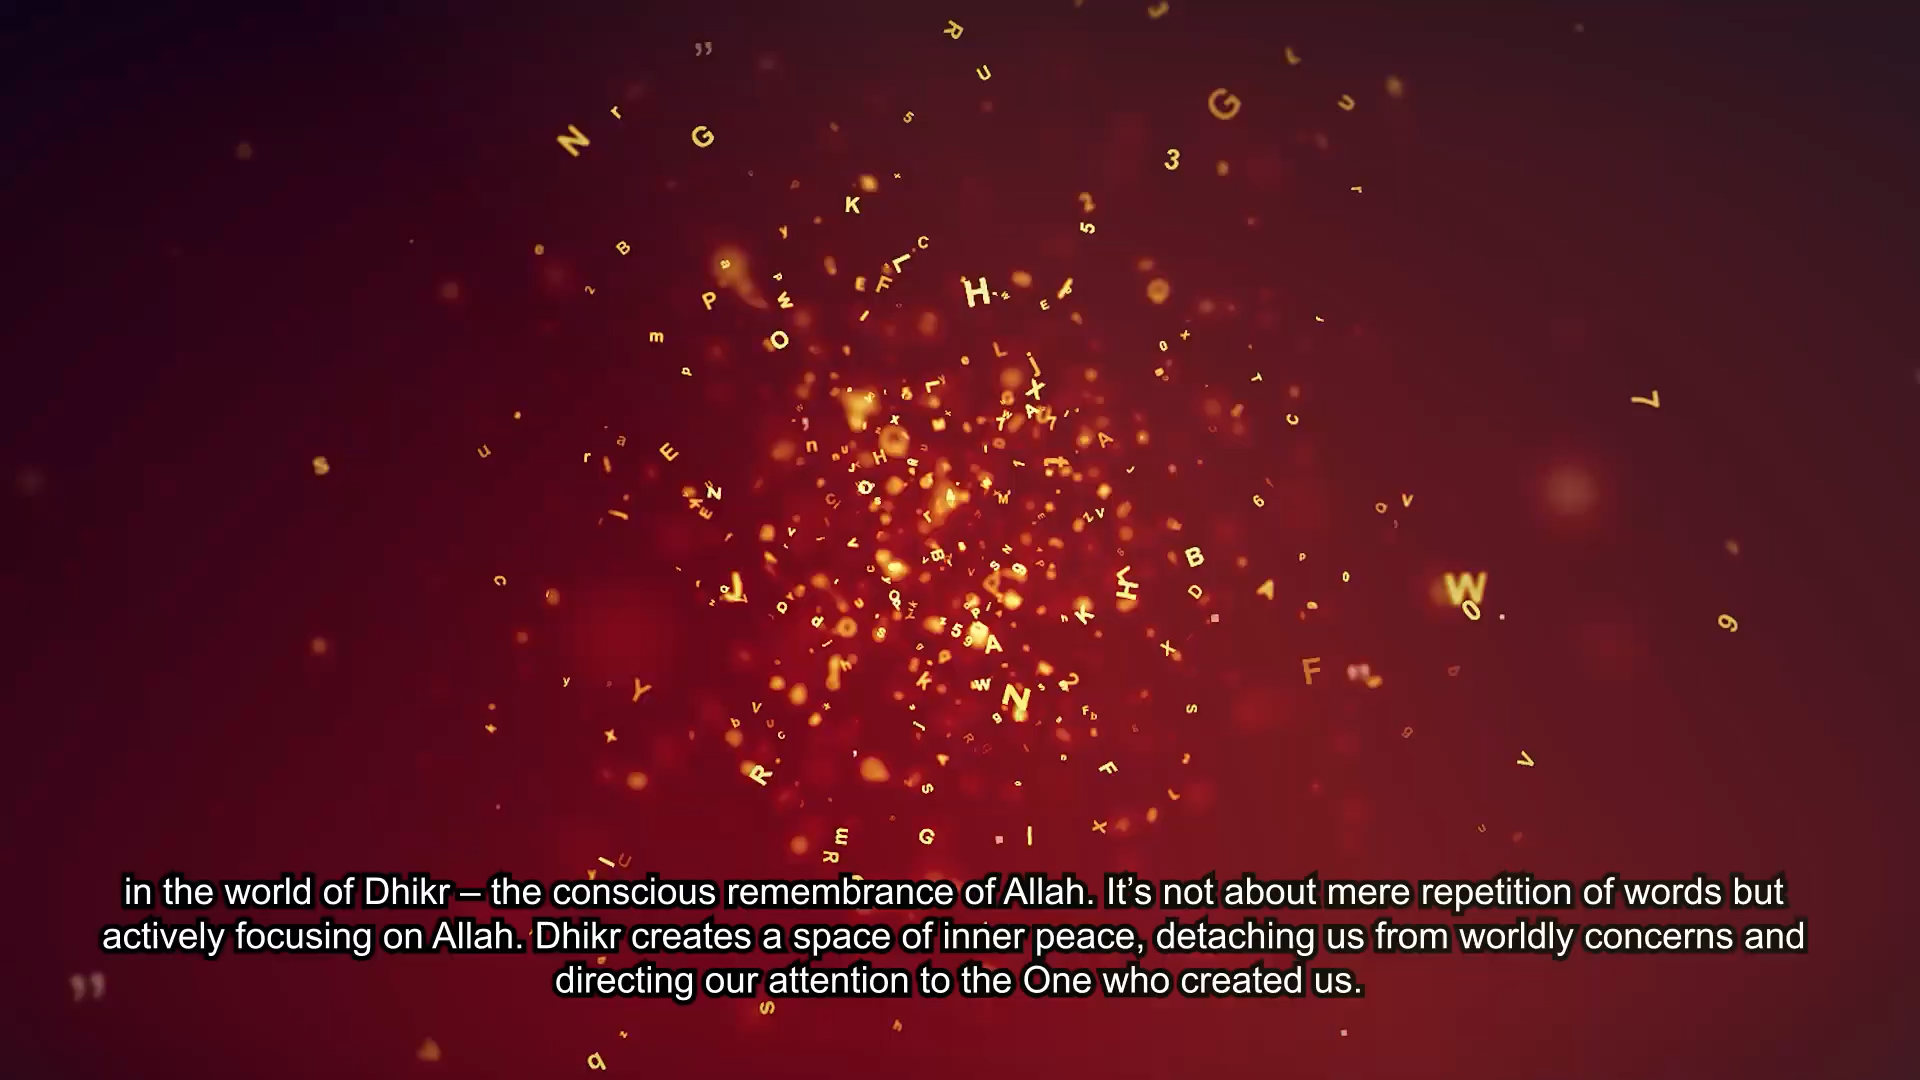 in the world of Dhikr – the conscious remembrance of Allah. It’s not about mere repetition of words but
actively focusing on Allah. Dhikr creates a space of inner peace, detaching us from worldly concerns and
directing our attention to the One who created us.